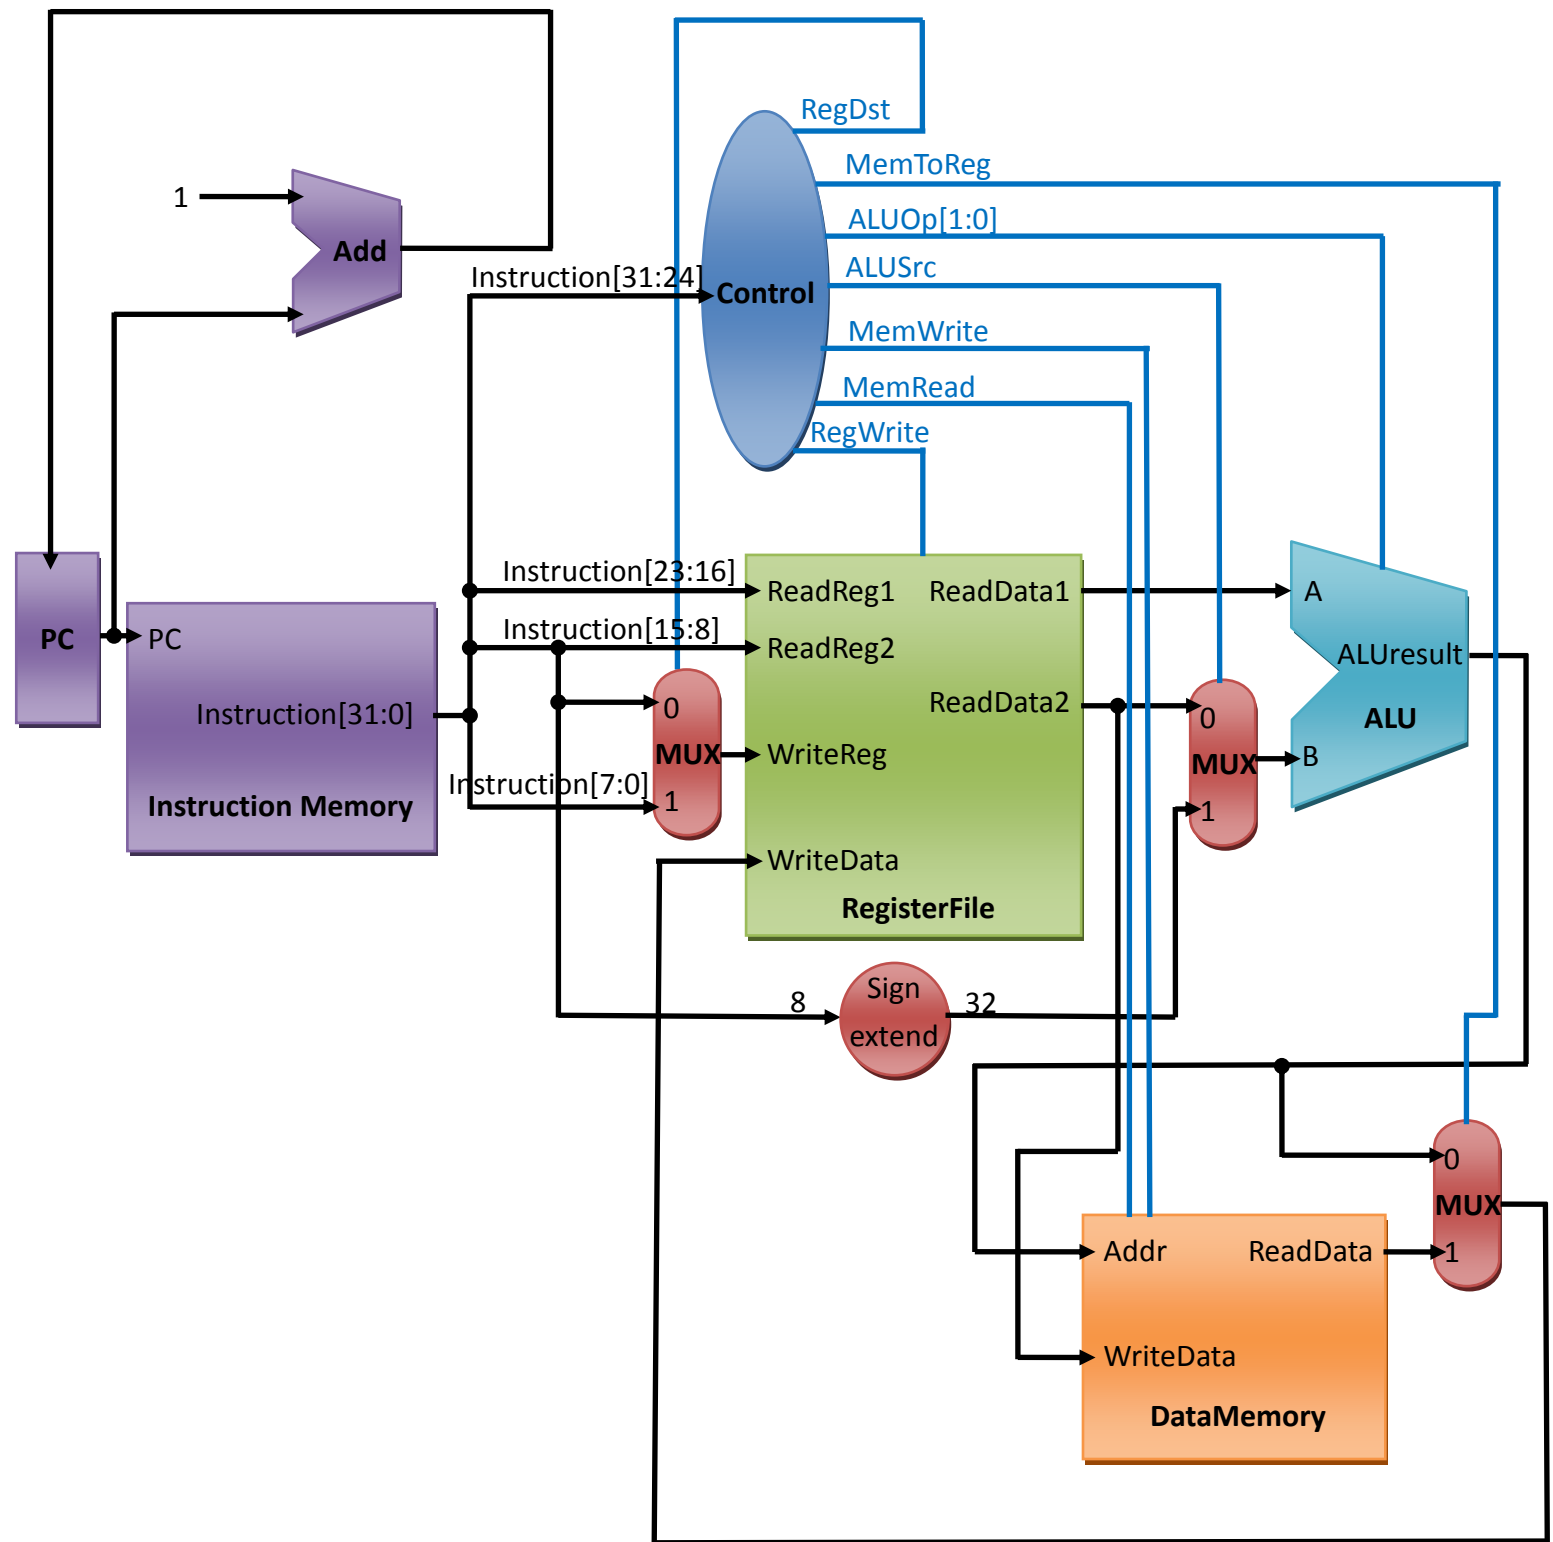 RegDst
MemToReg
1
ALUOp[1:0]
Add
Instruction[31:24]
ALUSrc
Control
MemWrite
MemRead
RegWrite
Instruction[23:16]
ReadReg1
ReadData1
A
Instruction[15:8]
PC
PC
ReadReg2
ALUresult
Instruction[31:0]
0
ReadData2
0
ALU
MUX
WriteReg
MUX
B
Instruction[7:0]
1
1
Instruction Memory
WriteData
RegisterFile
8
Sign
extend
32
0
MUX
Addr
ReadData
1
WriteData
DataMemory